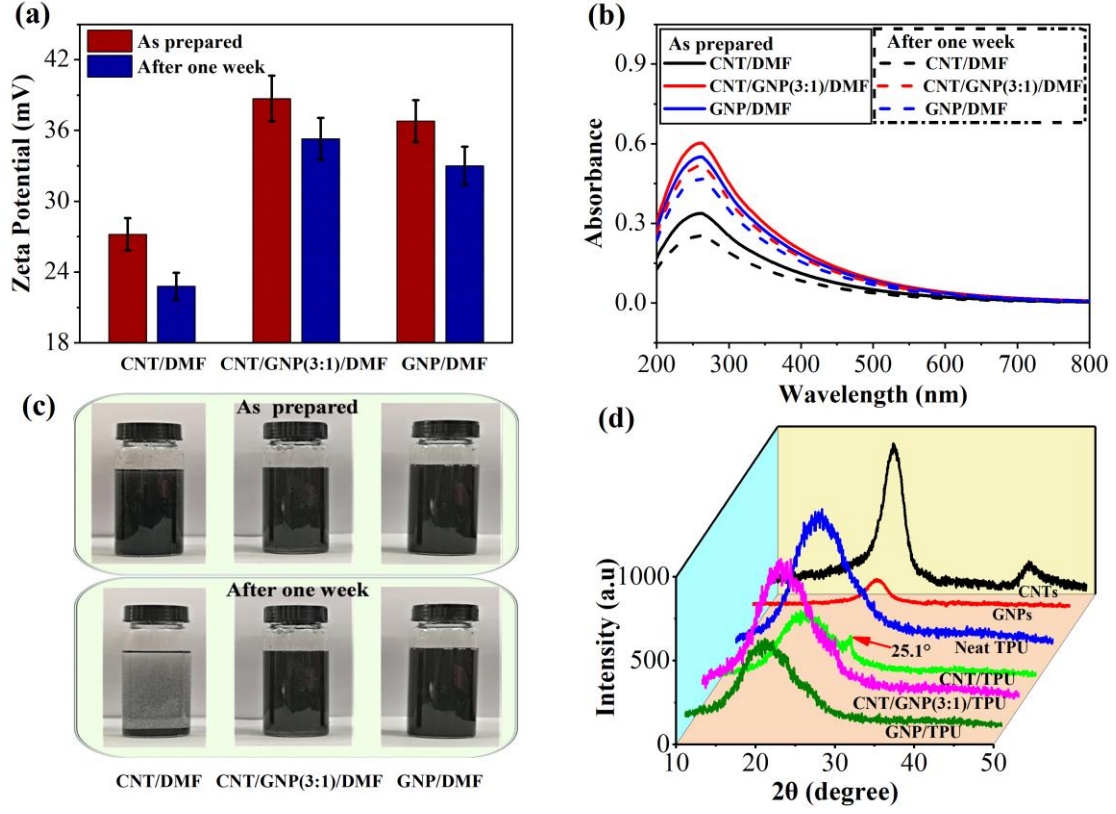 (a)
As prepared
After one week
Zeta Potential (mV)
42
36
30
24
18
CNT/DMF CNT/GNP(3:1)/DMF GNP/DMF
(b)
As prepared
CNT/DMF
CNT/GNP(3:1)/DMF
GNP/DMF
After one week
CNT/DMF
CNT/GNP(3:1)/DMF
GNP/DMF
Absorbance
0.9
0.6
0.3
0.0
200 300 400 500 600 700 800
Wavelength (nm)
(c)
As prepared
After one week
CNT/DMF CNT/GNP(3:1)/DMF GNP/DMF
(d)
Intensity (a.u)
1000
500
0
CNTs
GNPs
Neat TPU
25.1°
CNT/TPU
CNT/GNP(3:1)/TPU
GNP/TPU
10 20 30 40 50
2θ (degree)